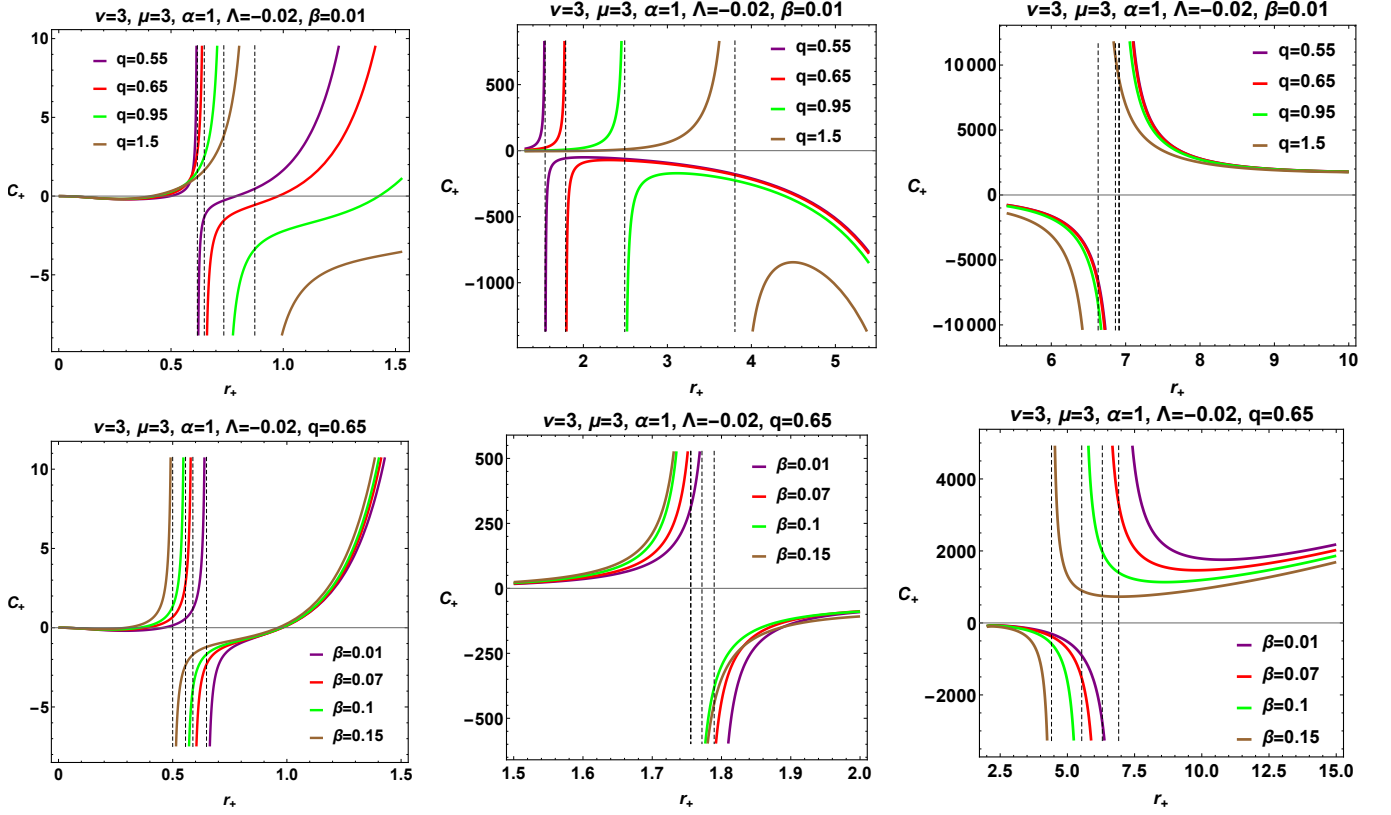 ν=3, μ=3, α=1, Λ=−0.02, β=0.01
10
5
0
−5
C₊
q=0.55
q=0.65
q=0.95
q=1.5
0
0.5
1.0
1.5
r₊
ν=3, μ=3, α=1, Λ=−0.02, β=0.01
500
0
−500
−1000
C₊
q=0.55
q=0.65
q=0.95
q=1.5
2
3
4
5
r₊
ν=3, μ=3, α=1, Λ=−0.02, β=0.01
10 000
5000
0
−5000
−10 000
C₊
q=0.55
q=0.65
q=0.95
q=1.5
6
7
8
9
10
r₊
ν=3, μ=3, α=1, Λ=−0.02, q=0.65
10
5
0
−5
C₊
β=0.01
β=0.07
β=0.1
β=0.15
0
0.5
1.0
1.5
r₊
ν=3, μ=3, α=1, Λ=−0.02, q=0.65
500
250
0
−250
−500
C₊
β=0.01
β=0.07
β=0.1
β=0.15
1.5
1.6
1.7
1.8
1.9
2.0
r₊
ν=3, μ=3, α=1, Λ=−0.02, q=0.65
4000
2000
0
−2000
C₊
β=0.01
β=0.07
β=0.1
β=0.15
2.5
5.0
7.5
10.0
12.5
15.0
r₊